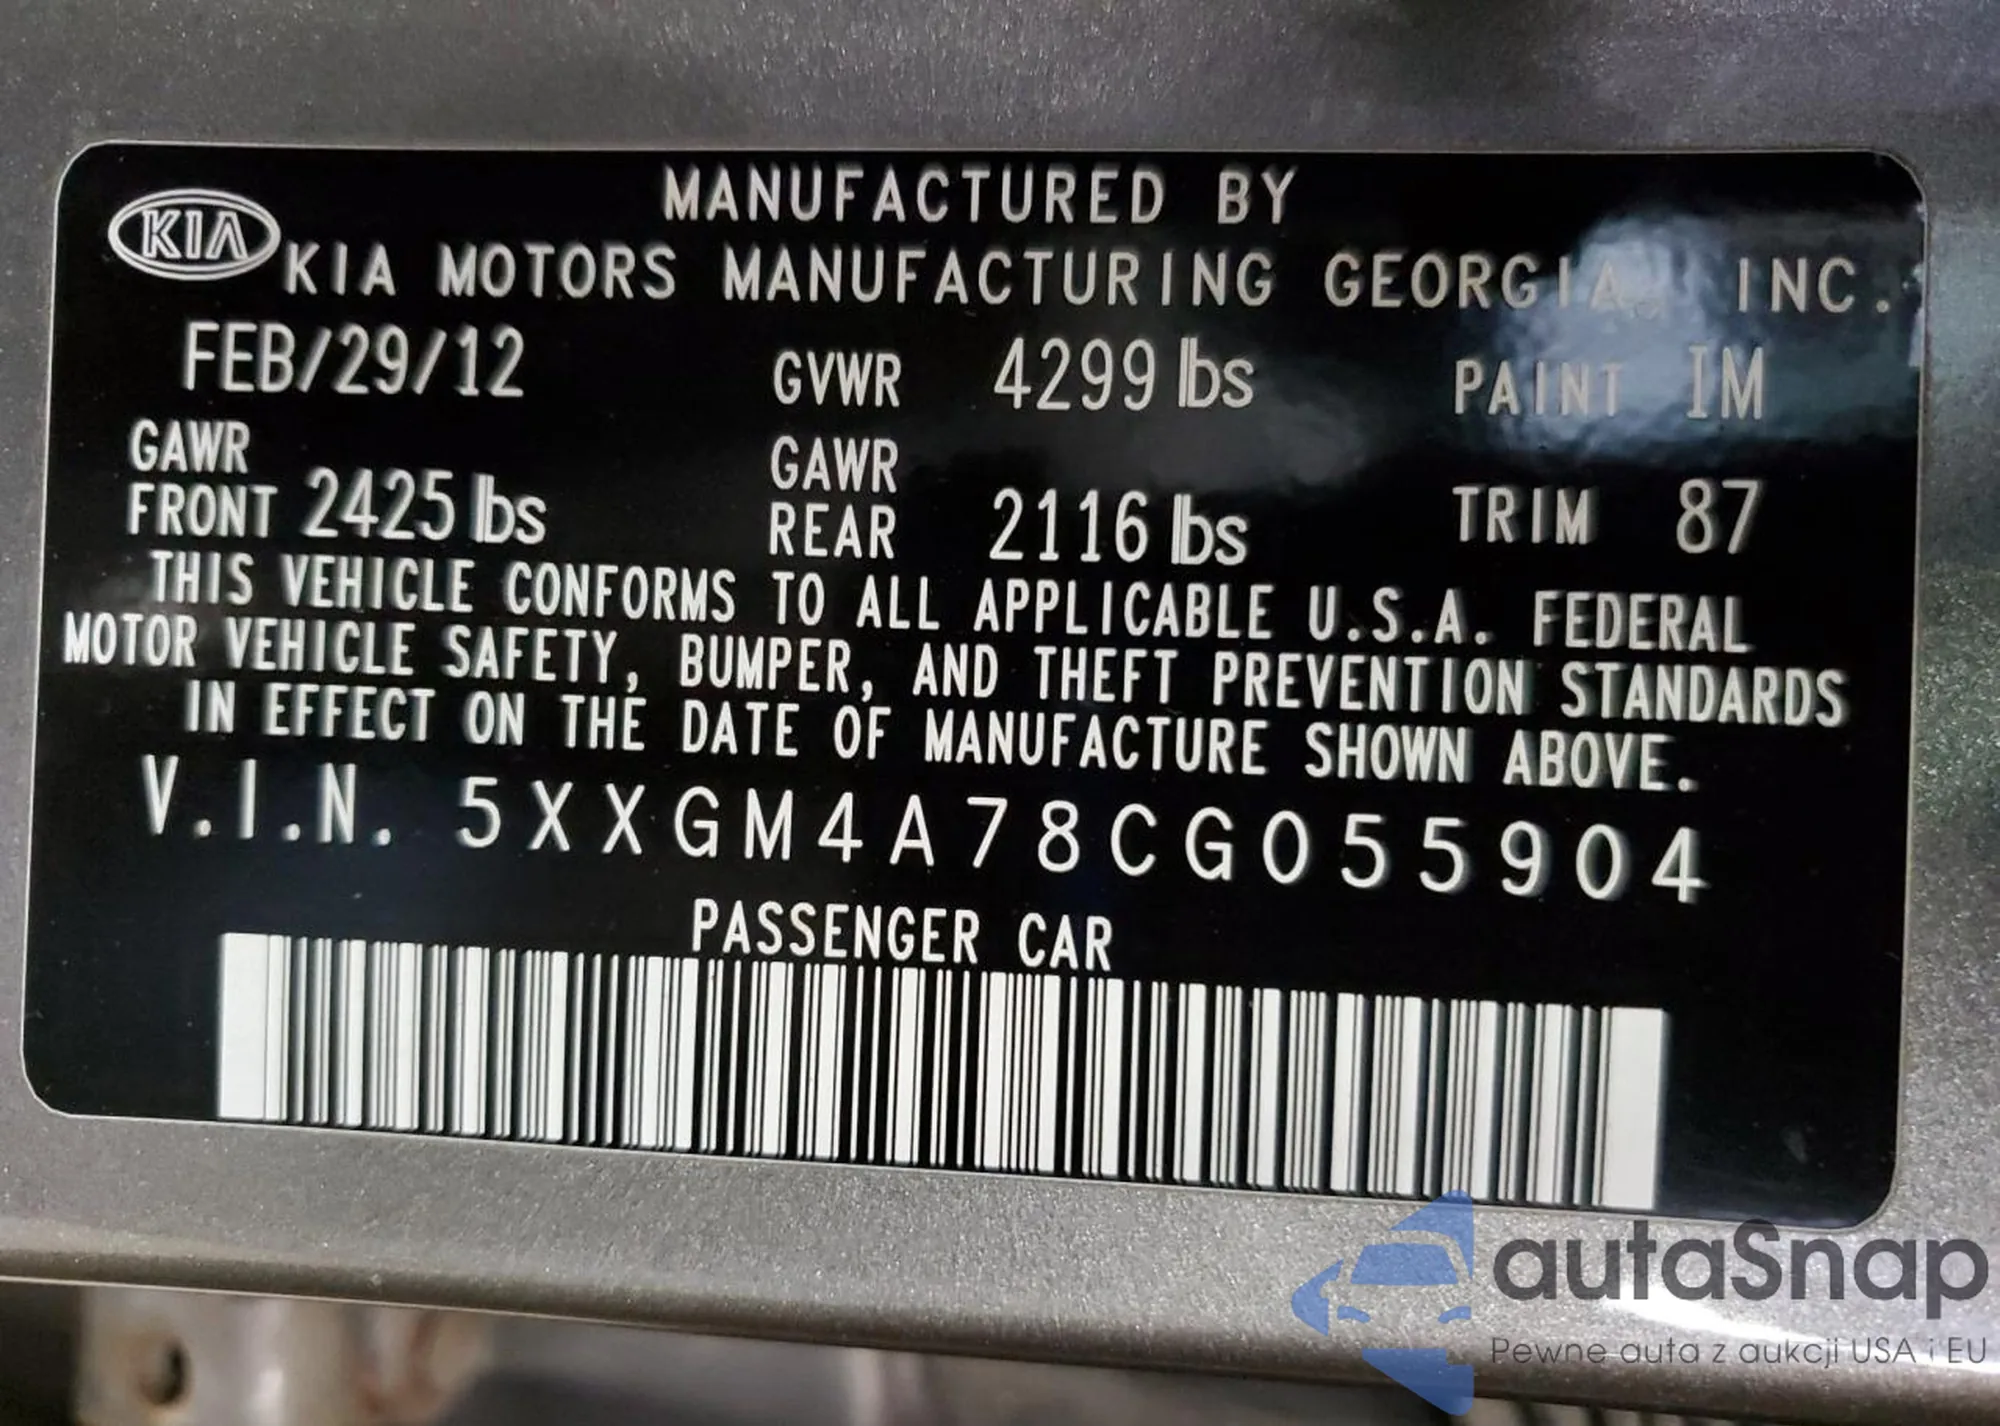 MANUFACTURED BY
KIA
KIA MOTORS MANUFACTURING GEORGIA, INC.
FEB/29/12 GVWR 4299 lbs PAINT IM
GAWR FRONT 2425 lbs GAWR REAR 2116 lbs TRIM 87
THIS VEHICLE CONFORMS TO ALL APPLICABLE U.S.A. FEDERAL
MOTOR VEHICLE SAFETY, BUMPER, AND THEFT PREVENTION STANDARDS
IN EFFECT ON THE DATE OF MANUFACTURE SHOWN ABOVE.
V.I.N. 5XXGM4A78CG055904
PASSENGER CAR
autaSnap
Pewne auta z aukcji USA i EU